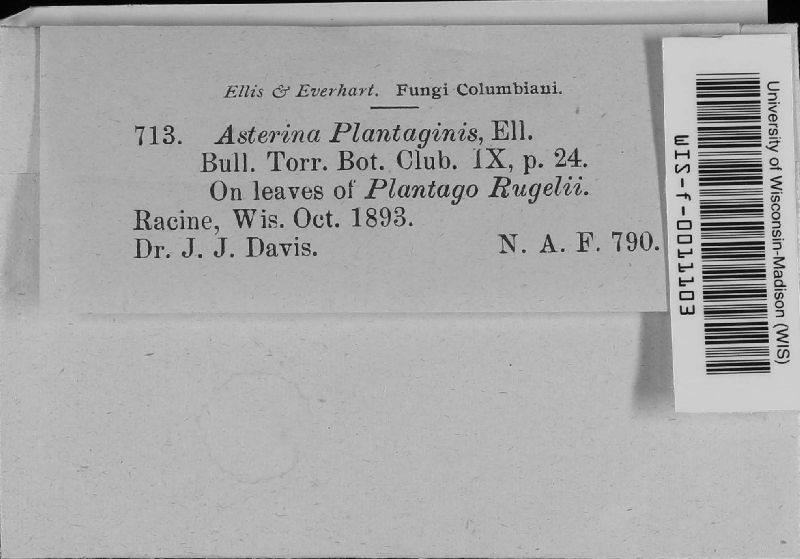 Ellis & Everhart. Fungi Columbiani.
713. Asterina Plantaginis, Ell.
Bull. Torr. Bot. Club. IX, p. 24.
On leaves of Plantago Rugelii.
Racine, Wis. Oct. 1893.
Dr. J. J. Davis. N. A. F. 790.
University of Wisconsin-Madison (WIS)
WIS-f-0011103